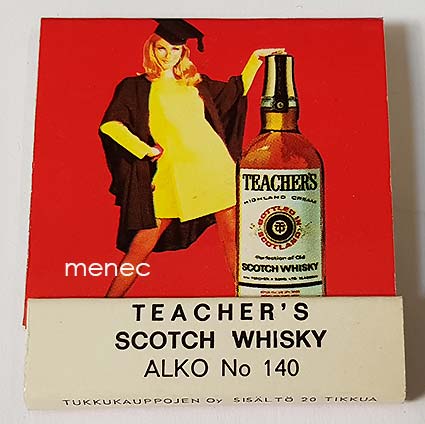 TEACHER'S
HIGHLAND CREAM
BOTTLED IN
SCOTLAND
Perfection of Old
SCOTCH WHISKY
menec
TEACHER'S
SCOTCH WHISKY
ALKO No 140
TUKKUKAUPPOJEN Oy SISÄLTÖ 20 TIKKUA